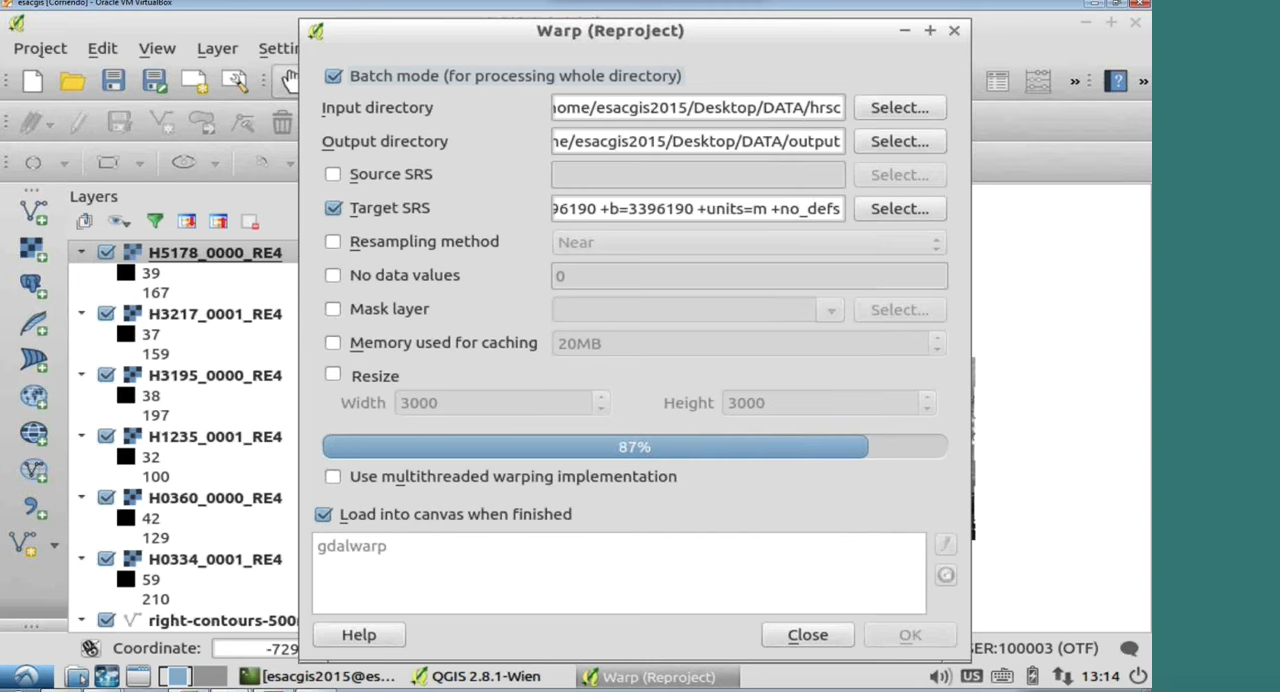 esacgis [Corriendo] - Oracle VM VirtualBox
Warp (Reproject)
Project Edit View Layer Setti
Batch mode (for processing whole directory)
Input directory
nome/esacgis2015/Desktop/DATA/hrsc
Select...
Output directory
ne/esacgis2015/Desktop/DATA/output
Select...
Source SRS
Select...
Target SRS
96190 +b=3396190 +units=m +no_defs
Select...
Resampling method
Near
No data values
0
Mask layer
Select...
Memory used for caching
20MB
Resize
Width 3000
Height 3000
87%
Use multithreaded warping implementation
Load into canvas when finished
gdalwarp
Help
Close
OK
Layers
H5178_0000_RE4
39
167
H3217_0001_RE4
37
159
H3195_0000_RE4
38
197
H1235_0001_RE4
32
100
H0360_0000_RE4
42
129
H0334_0001_RE4
59
210
right-contours-500
Coordinate:
-729
SER:100003 (OTF)
[esacgis2015@es...
QGIS 2.8.1-Wien
Warp (Reproject)
US
13:14